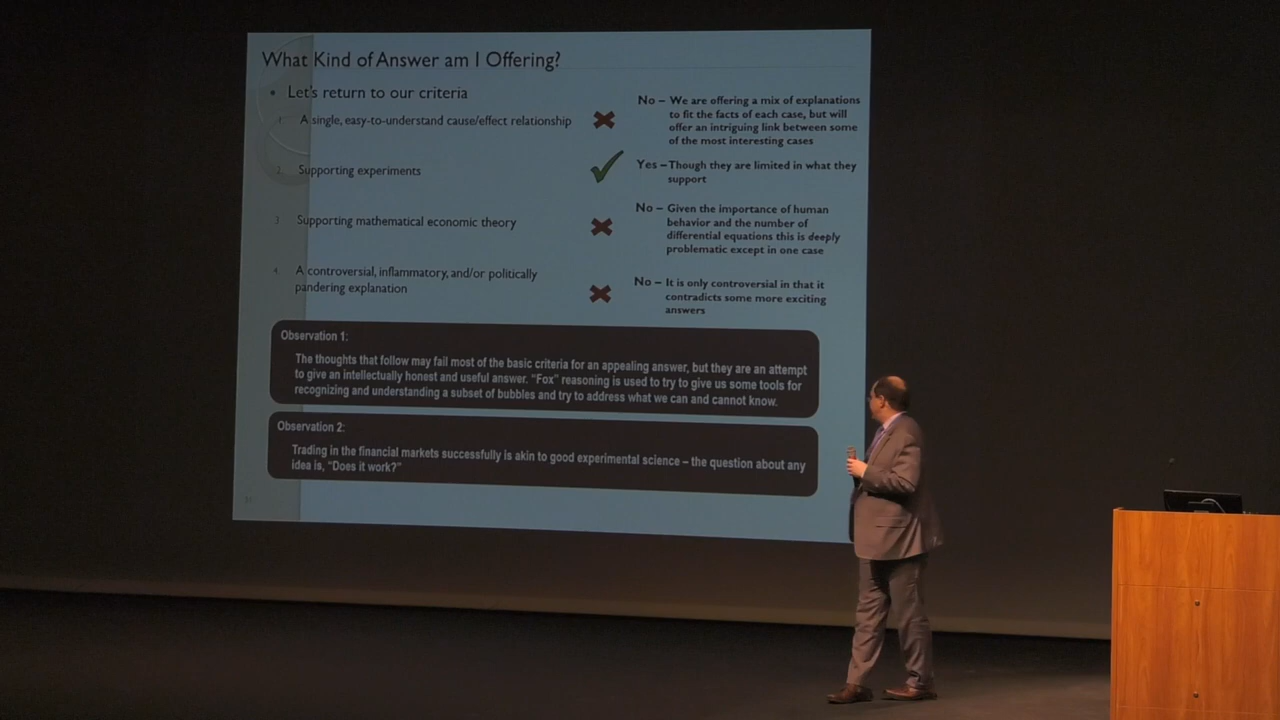 What Kind of Answer am I Offering?
• Let's return to our criteria
1. A single, easy-to-understand cause/effect relationship
No – We are offering a mix of explanations
to fit the facts of each case, but will
offer an intriguing link between some
of the most interesting cases
2. Supporting experiments
Yes – Though they are limited in what they
support
3. Supporting mathematical economic theory
No – Given the importance of human
behavior and the number of
differential equations this is deeply
problematic except in one case
4. A controversial, inflammatory, and/or politically
pandering explanation
No – It is only controversial in that it
contradicts some more exciting
answers
Observation 1:
The thoughts that follow may fail most of the basic criteria for an appealing answer, but they are an attempt
to give an intellectually honest and useful answer. "Fox" reasoning is used to try to give us some tools for
recognizing and understanding a subset of bubbles and try to address what we can and cannot know.
Observation 2:
Trading in the financial markets successfully is akin to good experimental science – the question about any
idea is, "Does it work?"